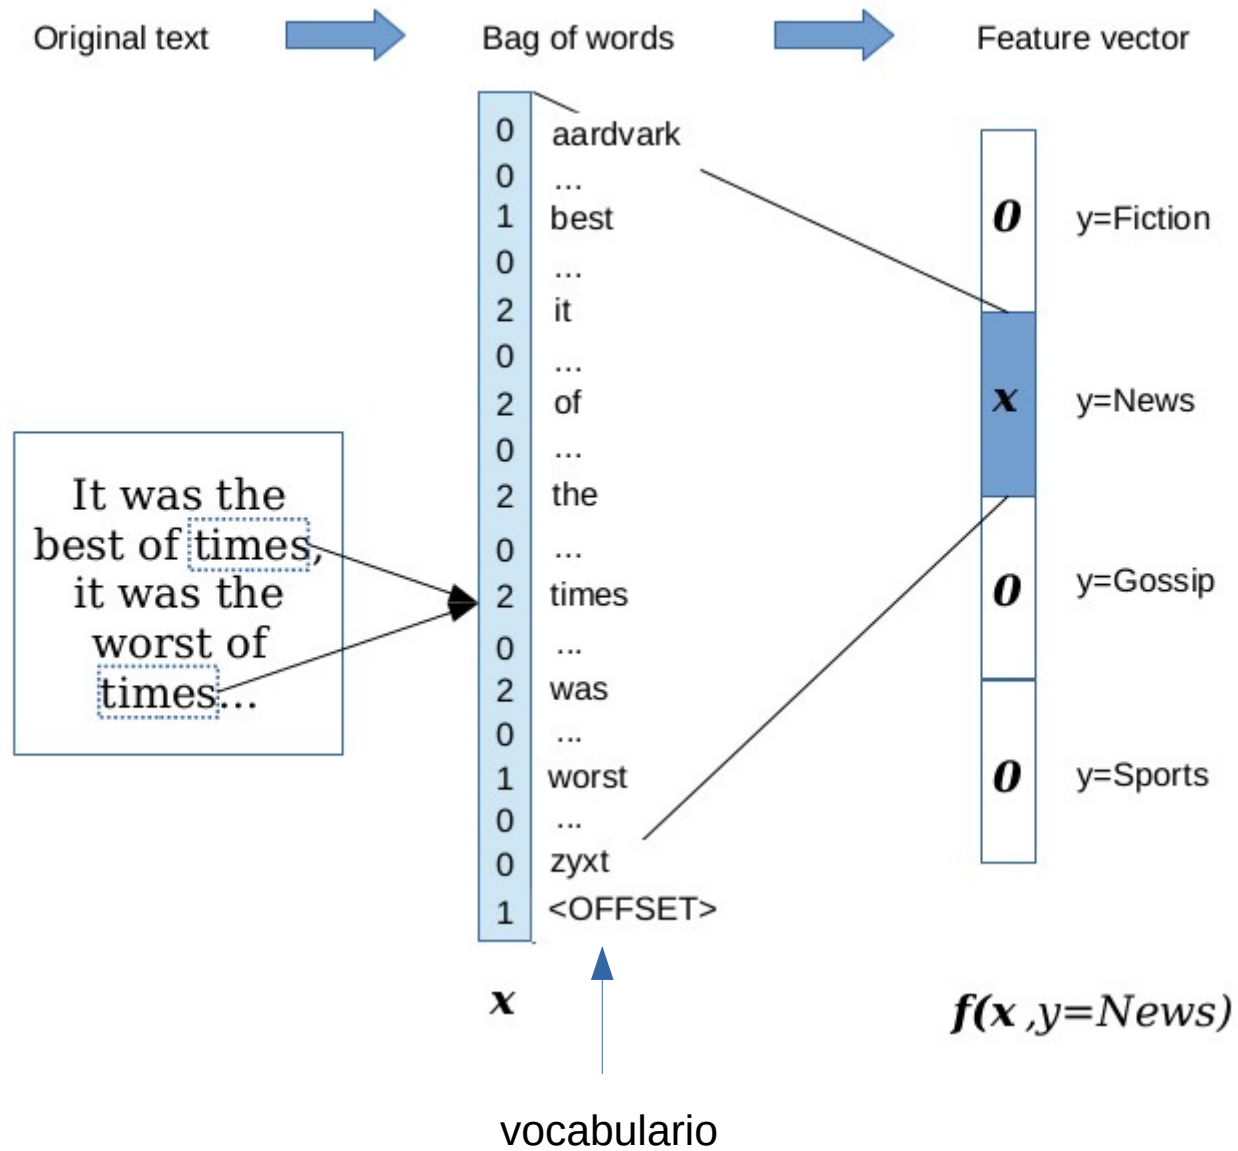 Original text
Bag of words
Feature vector
0 aardvark
0 ...
1 best
0 ...
2 it
0 ...
2 of
0 ...
2 the
0 ...
2 times
0 ...
2 was
0 ...
1 worst
0 ...
0 zyxt
1 <OFFSET>
x
It was the
best of times,
it was the
worst of
times...
0 y=Fiction
x y=News
0 y=Gossip
0 y=Sports
f(x ,y=News)
vocabulario